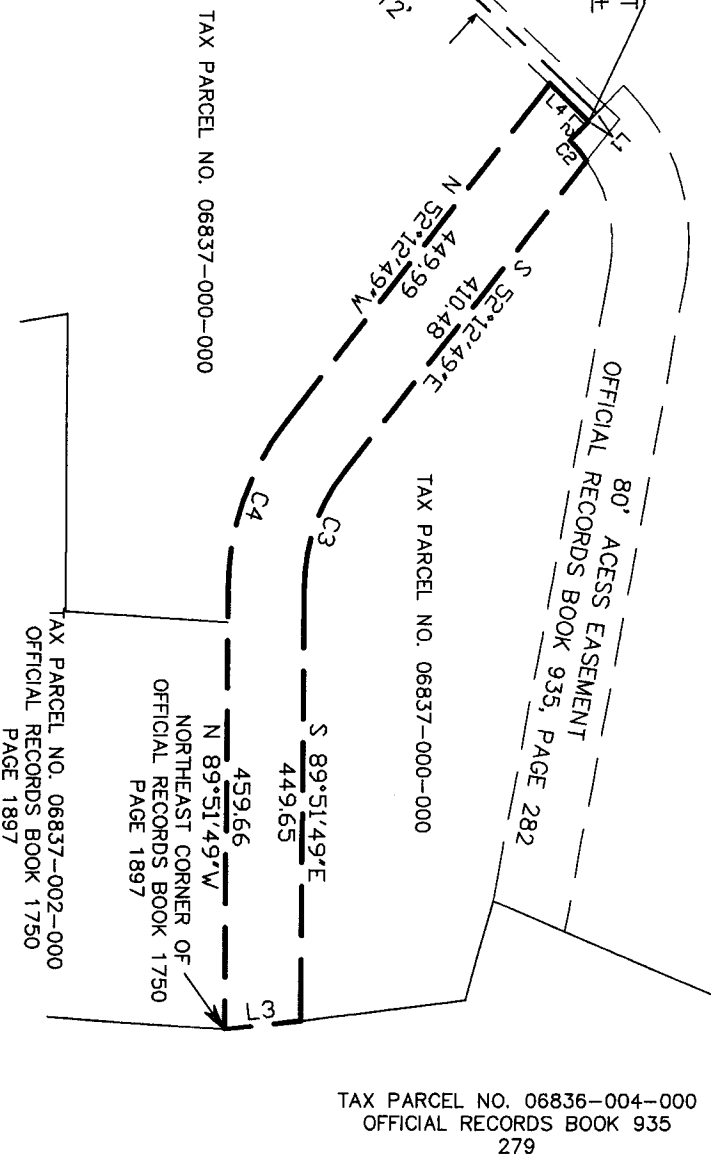 T
12'
TAX PARCEL NO. 06837-000-000
L1
L4
L2
C2
N 52°12'49"W
449.99
S 52°12'49"E
410.48
80' ACESS EASEMENT
OFFICIAL RECORDS BOOK 935, PAGE 282
C4
C3
TAX PARCEL NO. 06837-000-000
S 89°51'49"E
449.65
459.66
N 89°51'49"W
NORTHEAST CORNER OF
OFFICIAL RECORDS BOOK 1750
PAGE 1897
L3
TAX PARCEL NO. 06837-002-000
OFFICIAL RECORDS BOOK 1750
PAGE 1897
TAX PARCEL NO. 06836-004-000
OFFICIAL RECORDS BOOK 935
279